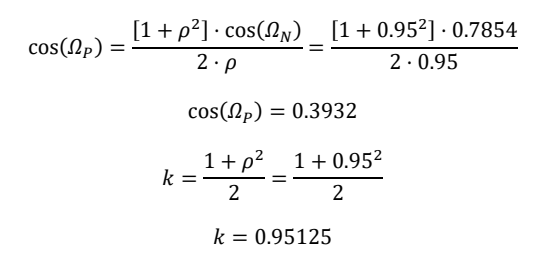 cos(Ω_P) = [1 + ρ²] · cos(Ω_N) / 2 · ρ = [1 + 0.95²] · 0.7854 / 2 · 0.95
cos(Ω_P) = 0.3932
k = 1 + ρ² / 2 = 1 + 0.95² / 2
k = 0.95125